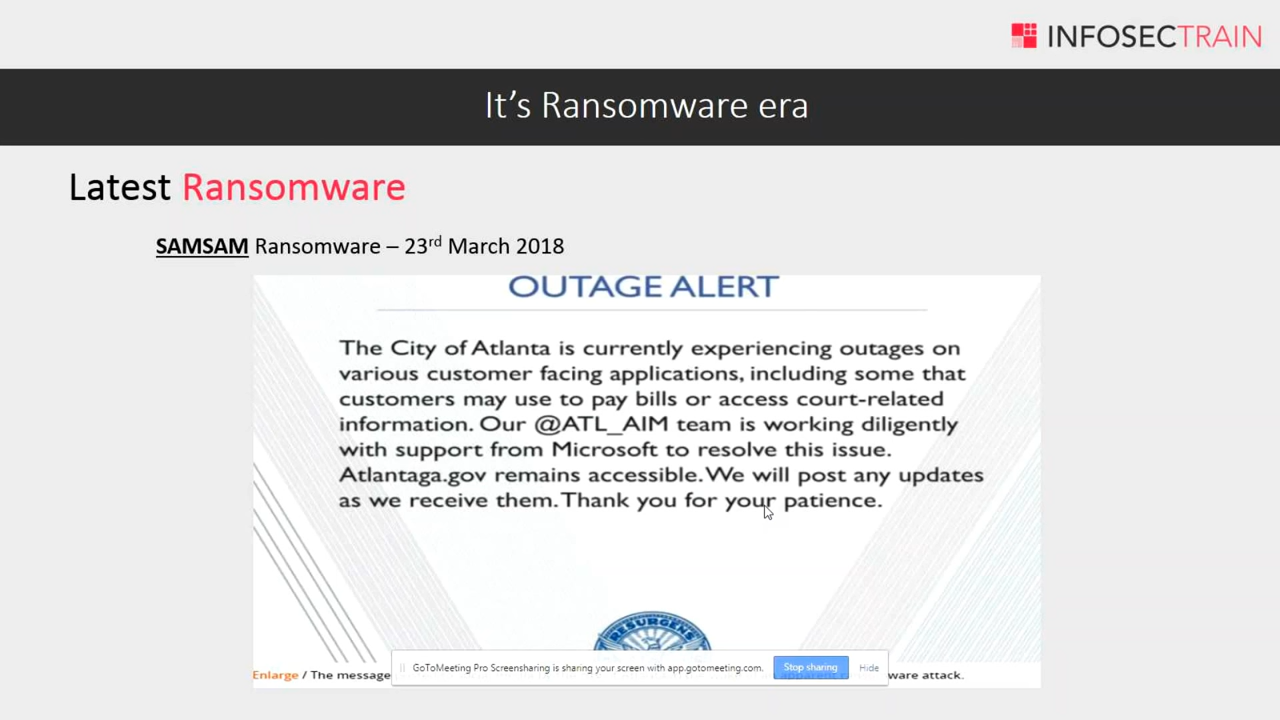 INFOSECTRAIN
It's Ransomware era
Latest Ransomware
SAMSAM Ransomware – 23rd March 2018
OUTAGE ALERT
The City of Atlanta is currently experiencing outages on
various customer facing applications, including some that
customers may use to pay bills or access court-related
information. Our @ATL_AIM team is working diligently
with support from Microsoft to resolve this issue.
Atlantaga.gov remains accessible. We will post any updates
as we receive them. Thank you for your patience.
RESURGENS
GoToMeeting Pro Screensharing is sharing your screen with app.gotomeeting.com. Stop sharing Hide
Enlarge / The message attack.